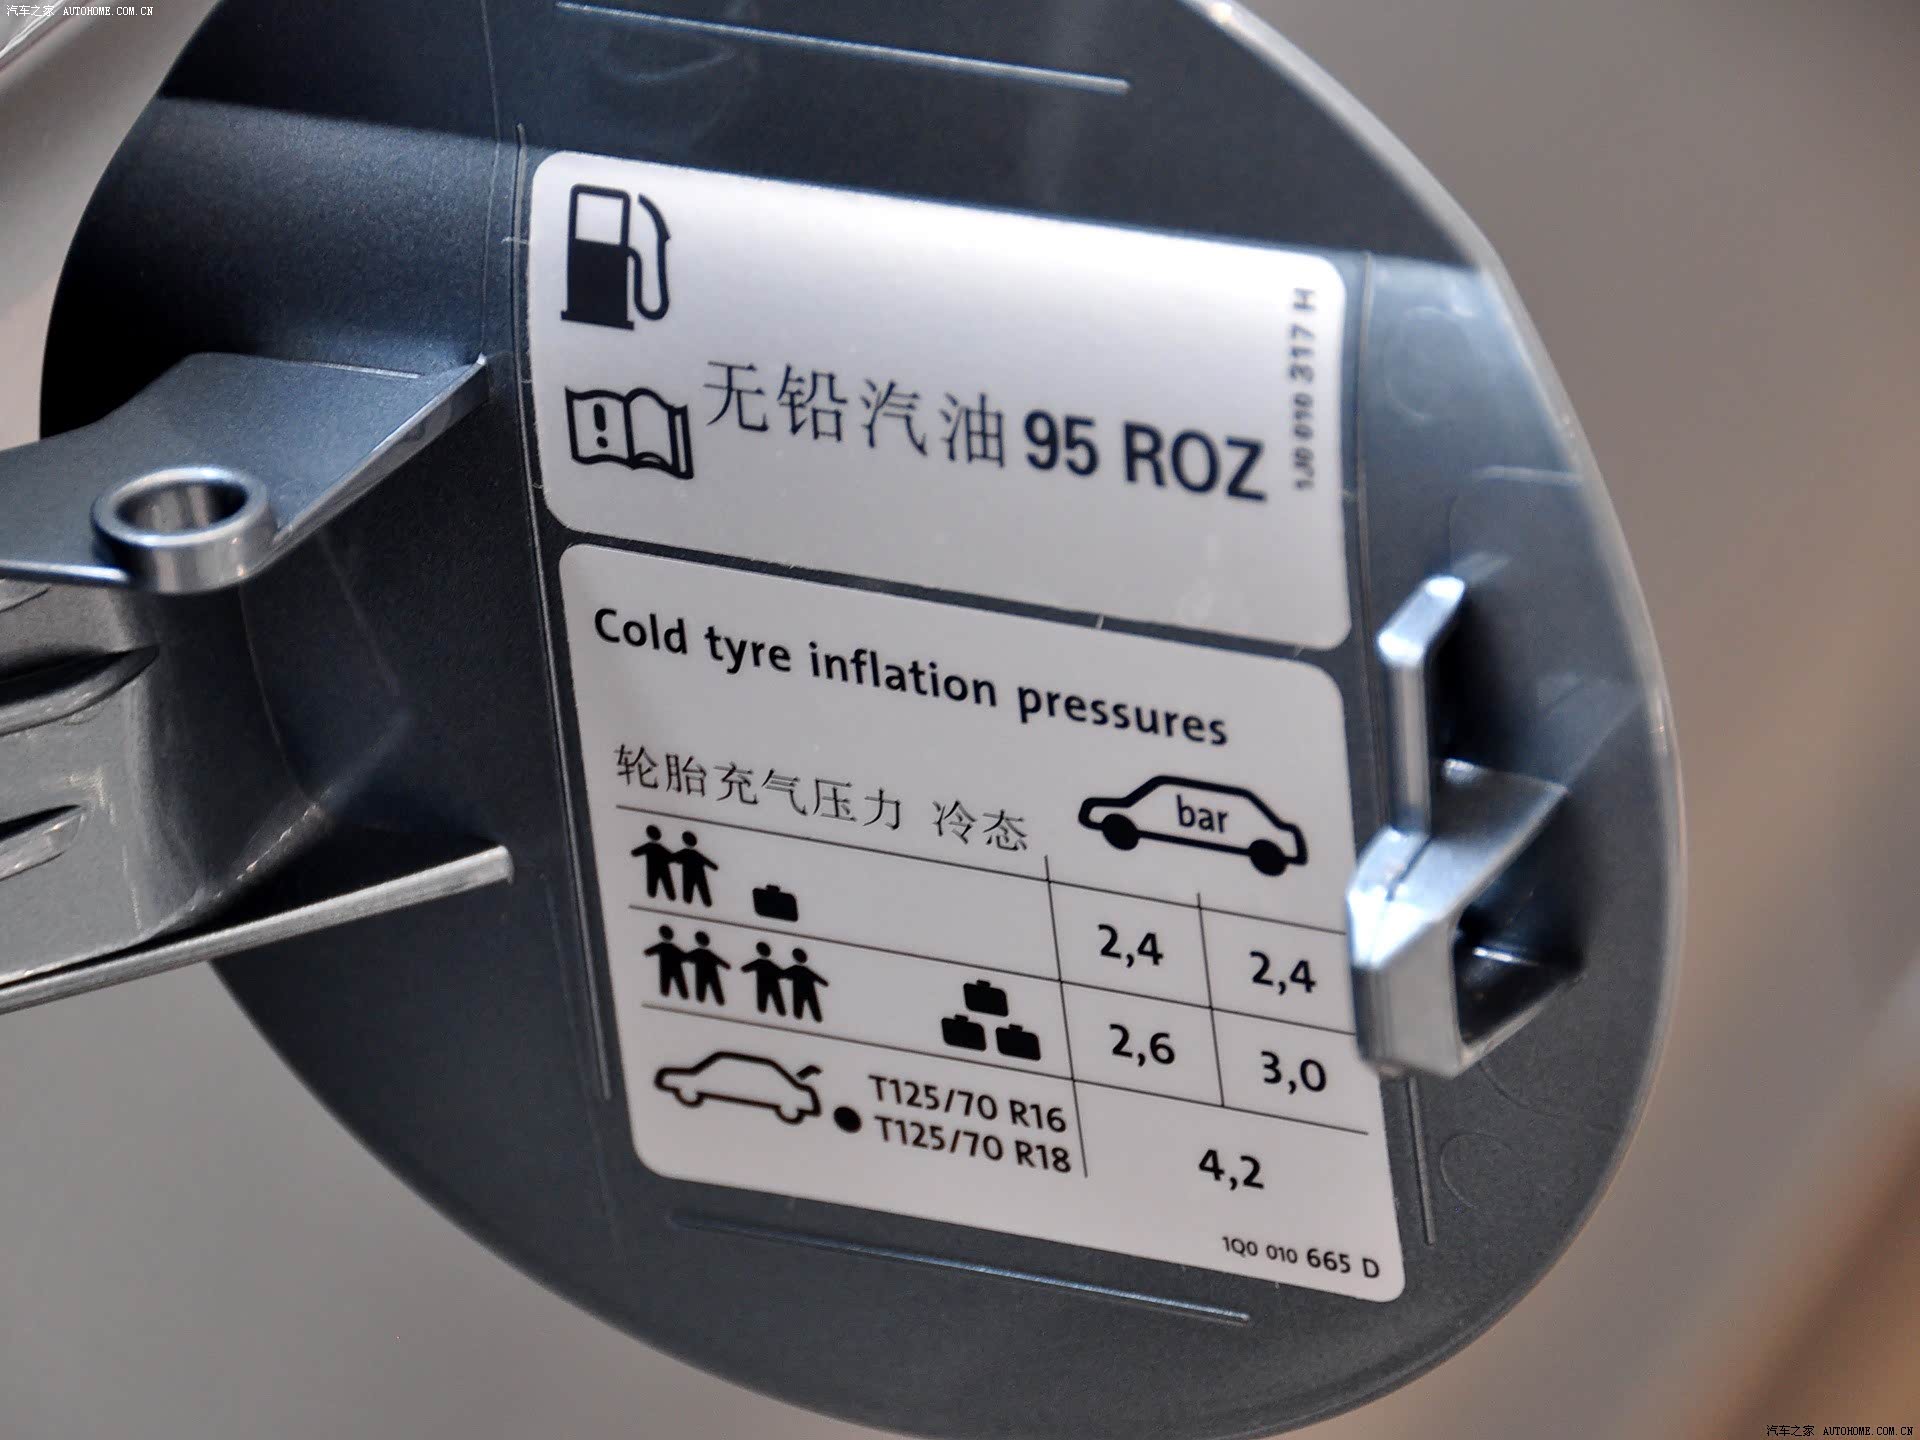 汽车之家 AUTOHOME.COM.CN
无铅汽油 95 ROZ
1J0 010 317 H
Cold tyre inflation pressures
轮胎充气压力 冷态
bar
2,4 2,4
2,6 3,0
T125/70 R16
T125/70 R18
4,2
1Q0 010 665 D
汽车之家 AUTOHOME.COM.CN